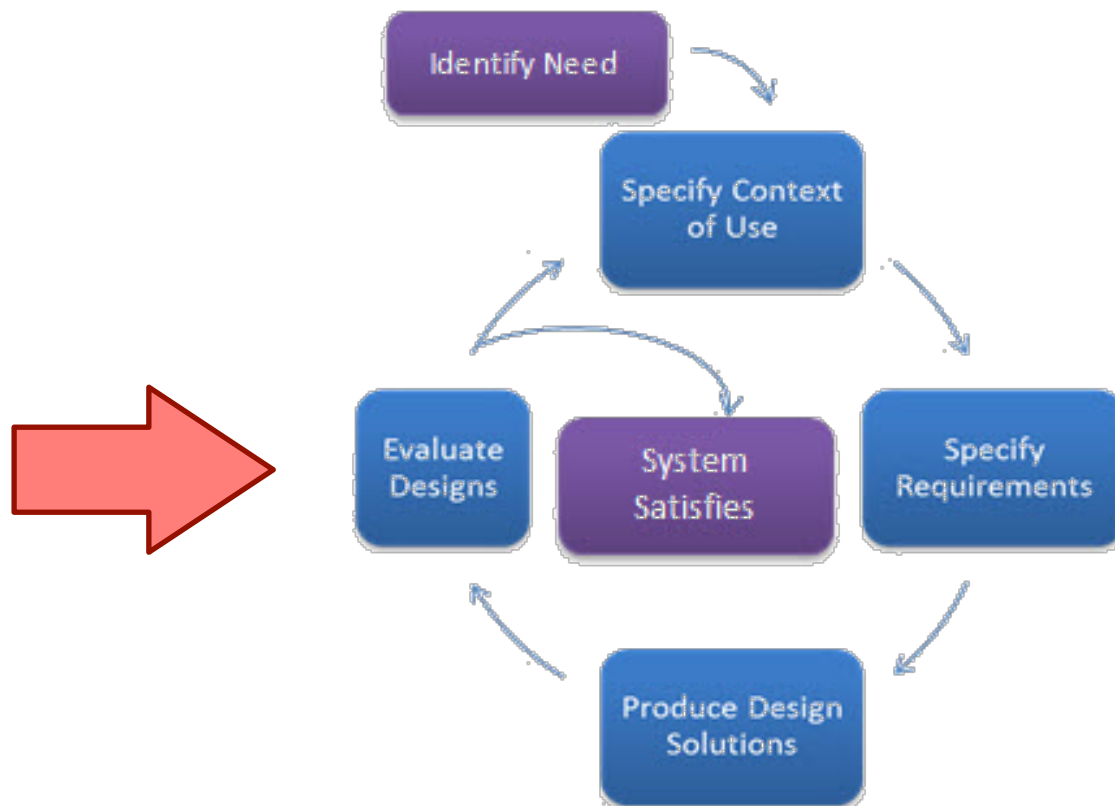 Identify Need
Specify Context
of Use
Evaluate
Designs
System
Satisfies
Specify
Requirements
Produce Design
Solutions